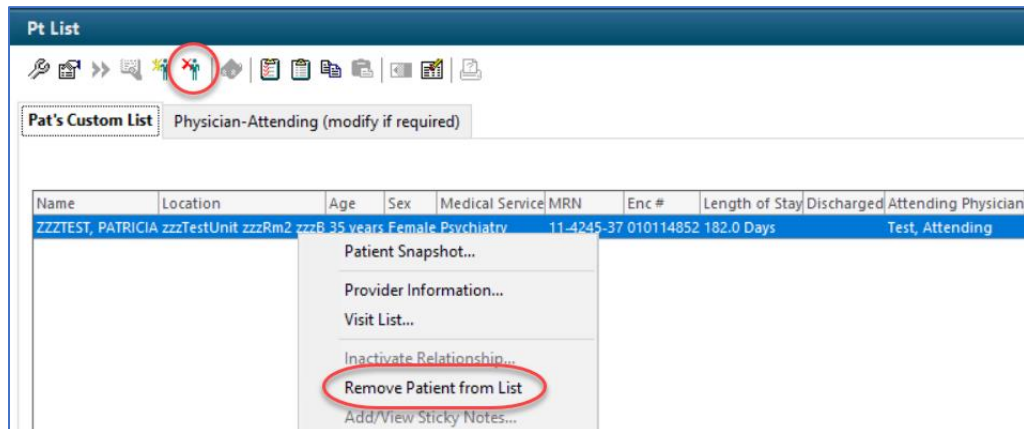 Pt List
Pat's Custom List Physician-Attending (modify if required)
Name Location Age Sex Medical Service MRN Enc # Length of Stay Discharged Attending Physician
ZZZTEST, PATRICIA zzzTestUnit zzzRm2 zzzB 35 years Female Psychiatry 11-4245-37 010114852 182.0 Days Test, Attending
Patient Snapshot...
Provider Information...
Visit List...
Inactivate Relationship...
Remove Patient from List
Add/View Sticky Notes...